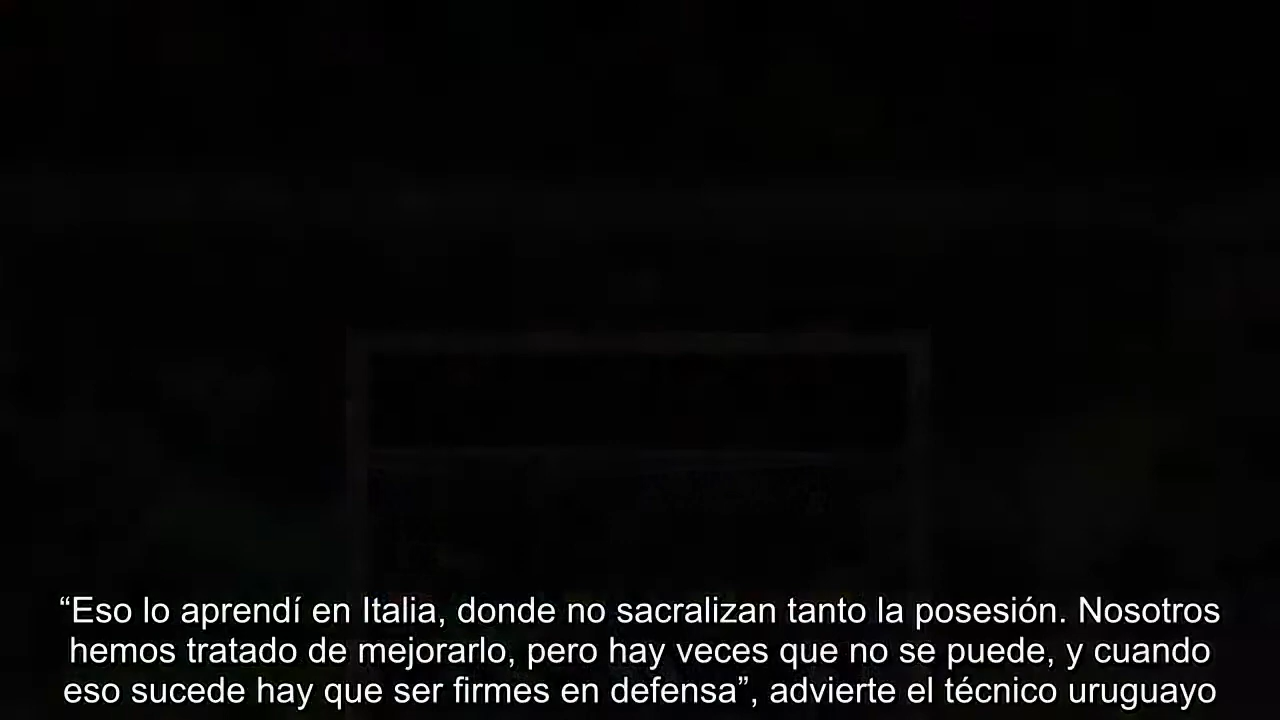 “Eso lo aprendí en Italia, donde no sacralizan tanto la posesión. Nosotros
hemos tratado de mejorarlo, pero hay veces que no se puede, y cuando
eso sucede hay que ser firmes en defensa”, advierte el técnico uruguayo